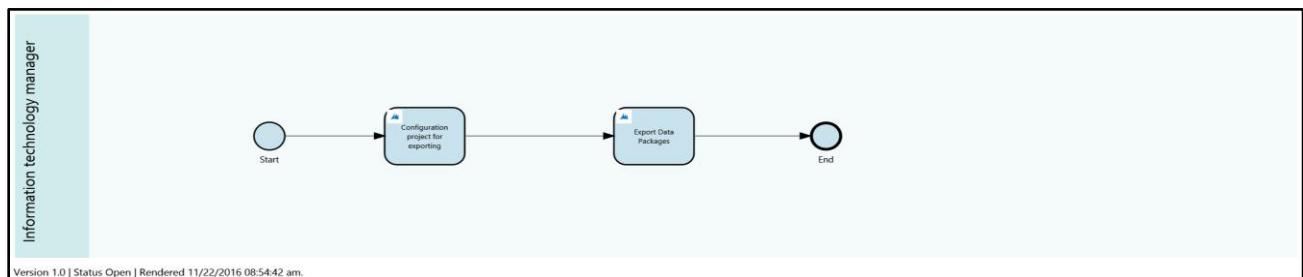 Information technology manager
Start
Configuration
project for
exporting
Export Data
Packages
End
Version 1.0 | Status Open | Rendered 11/22/2016 08:54:42 am.